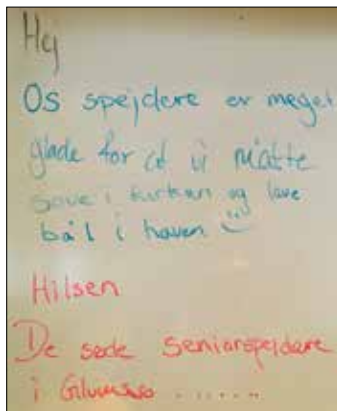 Hej
Os spejdere er meget
glade for at vi måtte
sove i kirken og lave
bål i haven
Hilsen
De søde seniorspejdere
i Glumsø ........